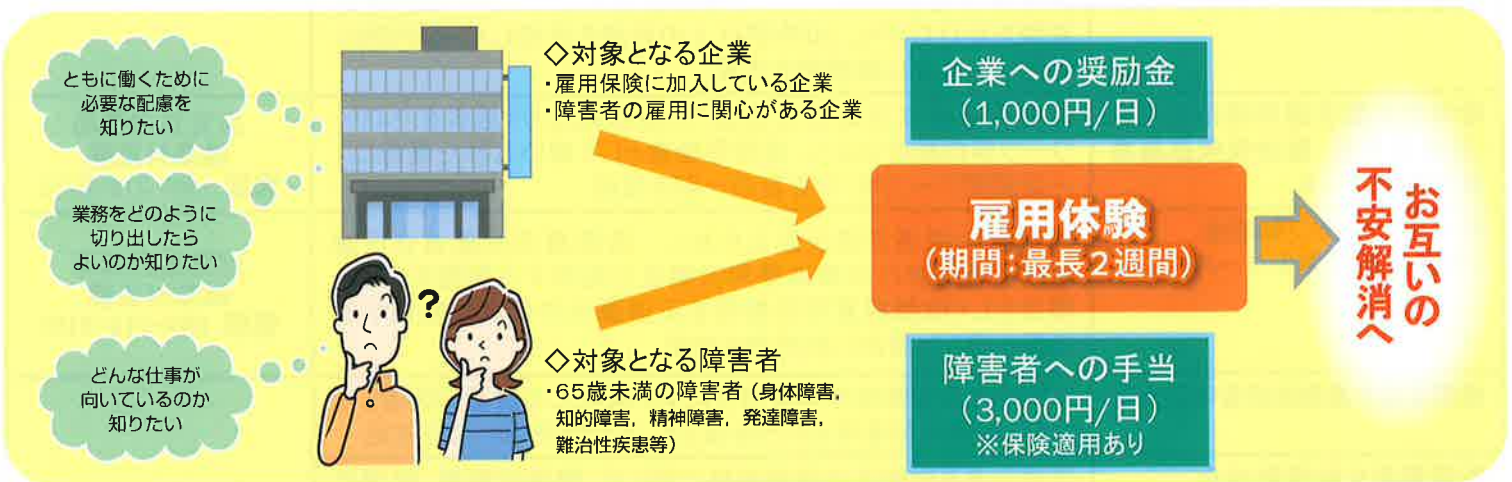 ともに働くために
必要な配慮を
知りたい
業務をどのように
切り出したら
よいのか知りたい
どんな仕事が
向いているのか
知りたい
◇対象となる企業
・雇用保険に加入している企業
・障害者の雇用に関心がある企業
?
◇対象となる障害者
・65歳未満の障害者（身体障害，
知的障害，精神障害，発達障害，
難治性疾患等）
企業への奨励金
（1,000円/日）
雇用体験
（期間：最長２週間）
障害者への手当
（3,000円/日）
※保険適用あり
お互いの
不安解消へ